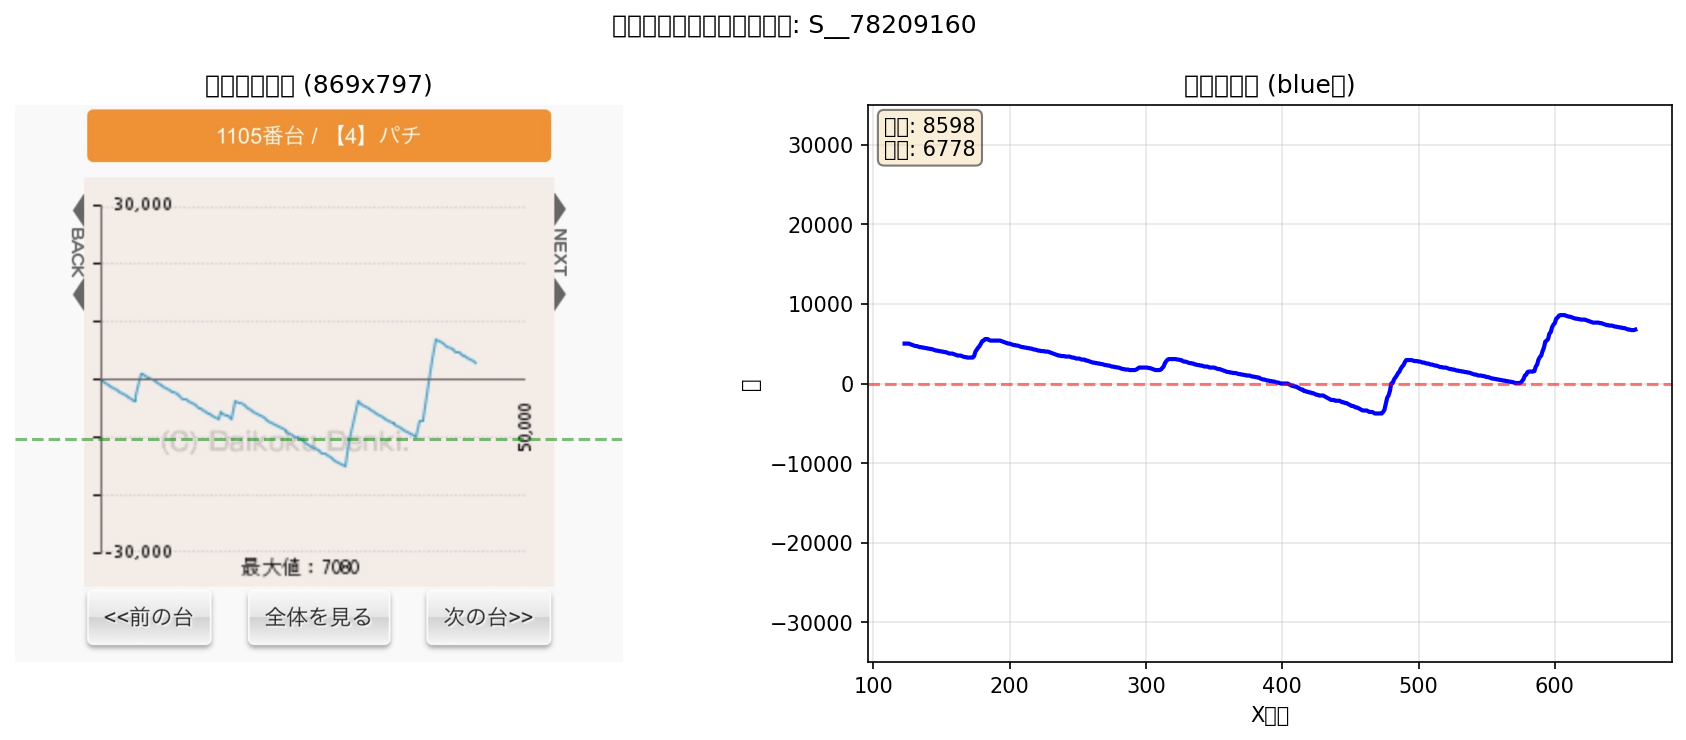 S__78209160
(869x797)
1105番台 / 【4】パチ
30,000
BACK
NEXT
50,000
(C) Daikoku Denki.
-30,000
最大値：7080
<<前の台
全体を見る
次の台>>
(blue)
: 8598
: 6778
30000
20000
10000
0
−10000
−20000
−30000
100 200 300 400 500 600
X